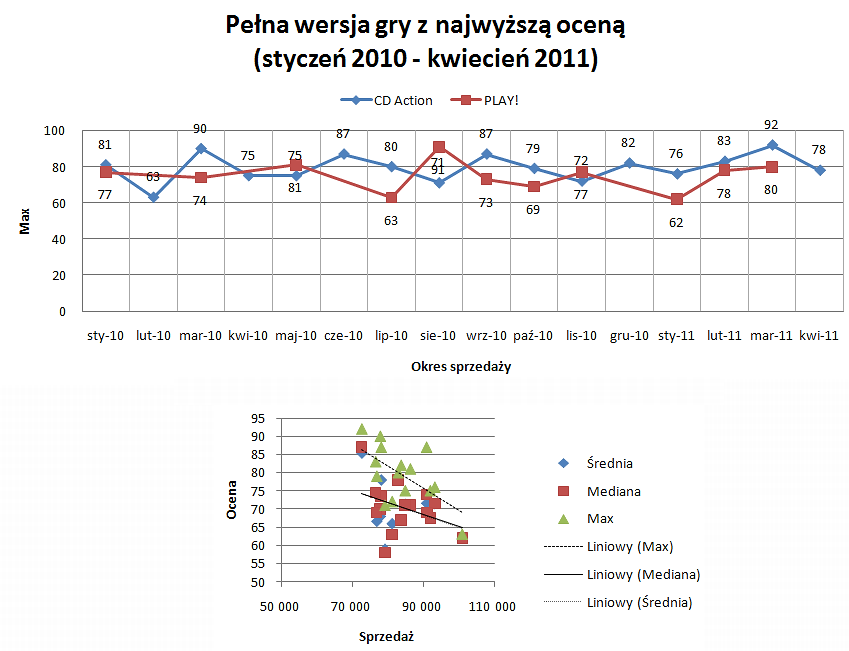 Pełna wersja gry z najwyższą oceną
(styczeń 2010 - kwiecień 2011)
CD Action PLAY!
100
80
60
40
20
0
Max
81 63 90 75 75 87 80 71 87 79 72 82 76 83 92 78
77 74 81 63 91 73 69 77 62 78 80
sty-10 lut-10 mar-10 kwi-10 maj-10 cze-10 lip-10 sie-10 wrz-10 paź-10 lis-10 gru-10 sty-11 lut-11 mar-11 kwi-11
Okres sprzedaży
95
90
85
80
75
70
65
60
55
50
Ocena
50 000 70 000 90 000 110 000
Sprzedaż
Średnia
Mediana
Max
Liniowy (Max)
Liniowy (Mediana)
Liniowy (Średnia)